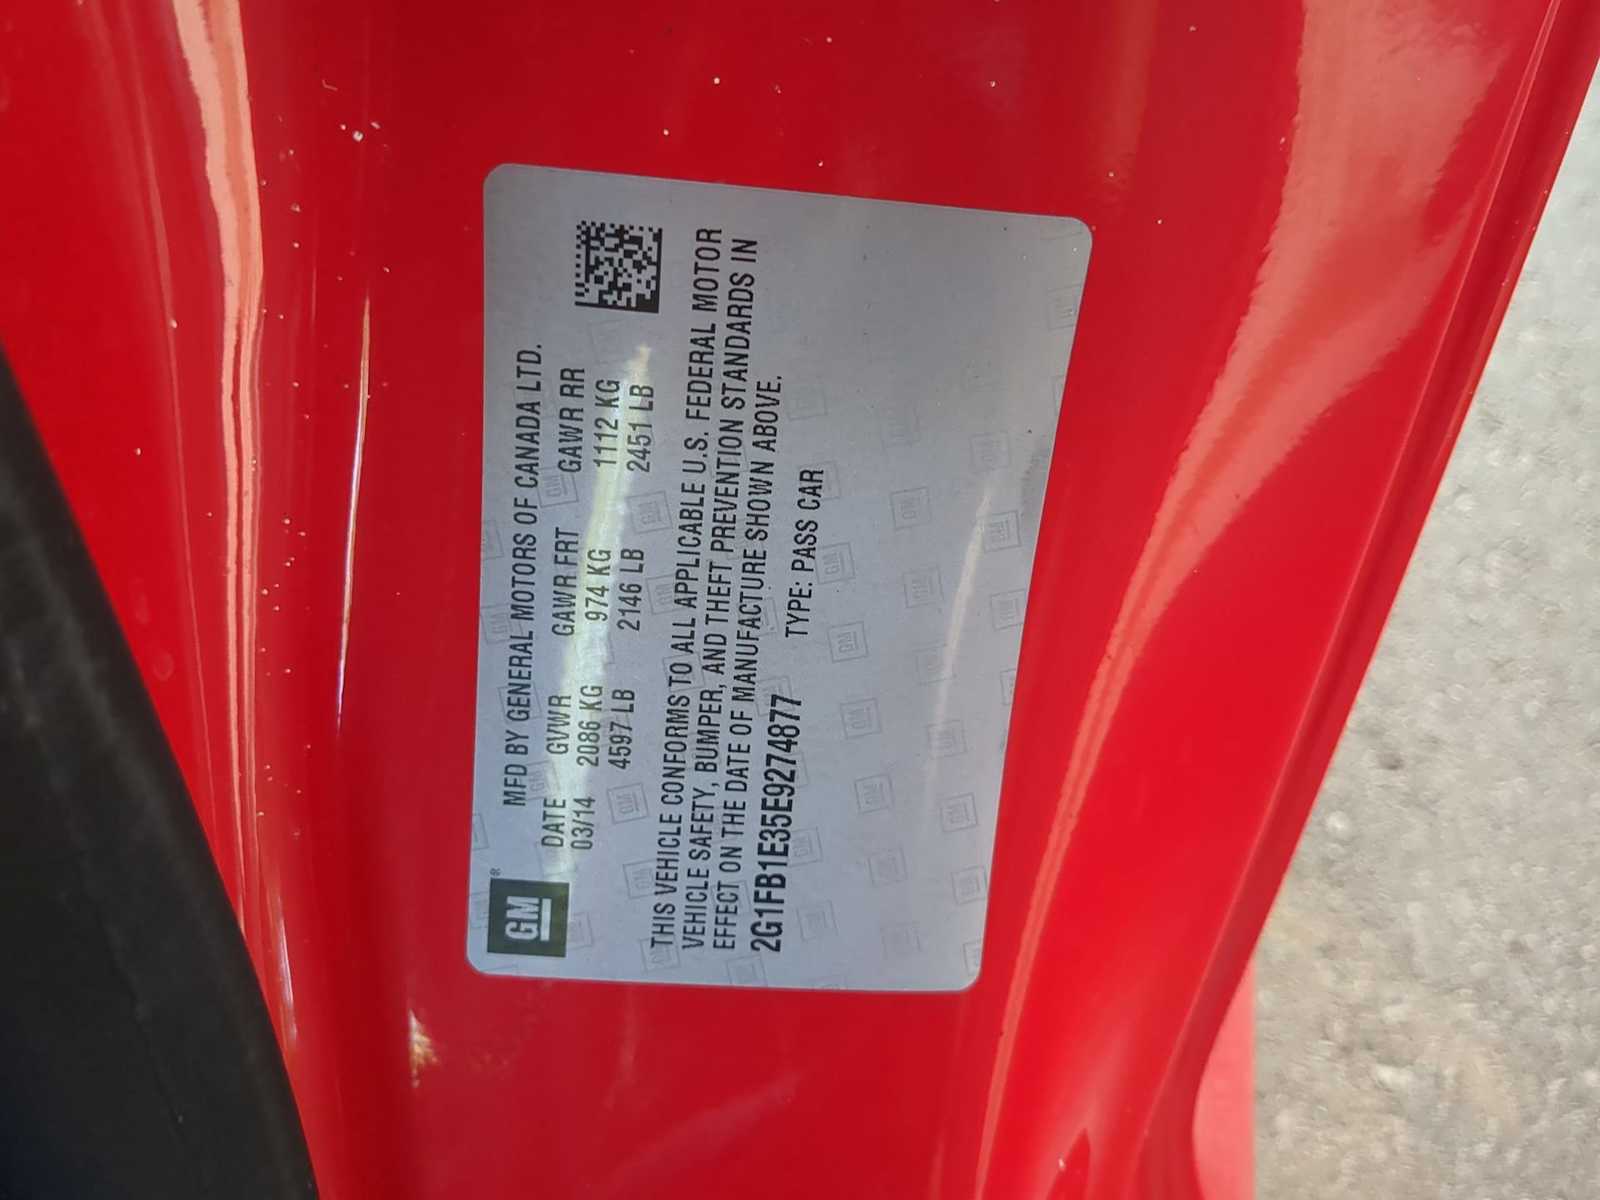 GM®
MFD BY GENERAL MOTORS OF CANADA LTD.
DATE GVWR GAWR FRT GAWR RR
03/14 2086 KG 974 KG 1112 KG
4597 LB 2146 LB 2451 LB
THIS VEHICLE CONFORMS TO ALL APPLICABLE U.S. FEDERAL MOTOR
VEHICLE SAFETY, BUMPER, AND THEFT PREVENTION STANDARDS IN
EFFECT ON THE DATE OF MANUFACTURE SHOWN ABOVE.
2G1FB1E35E9274877 TYPE: PASS CAR